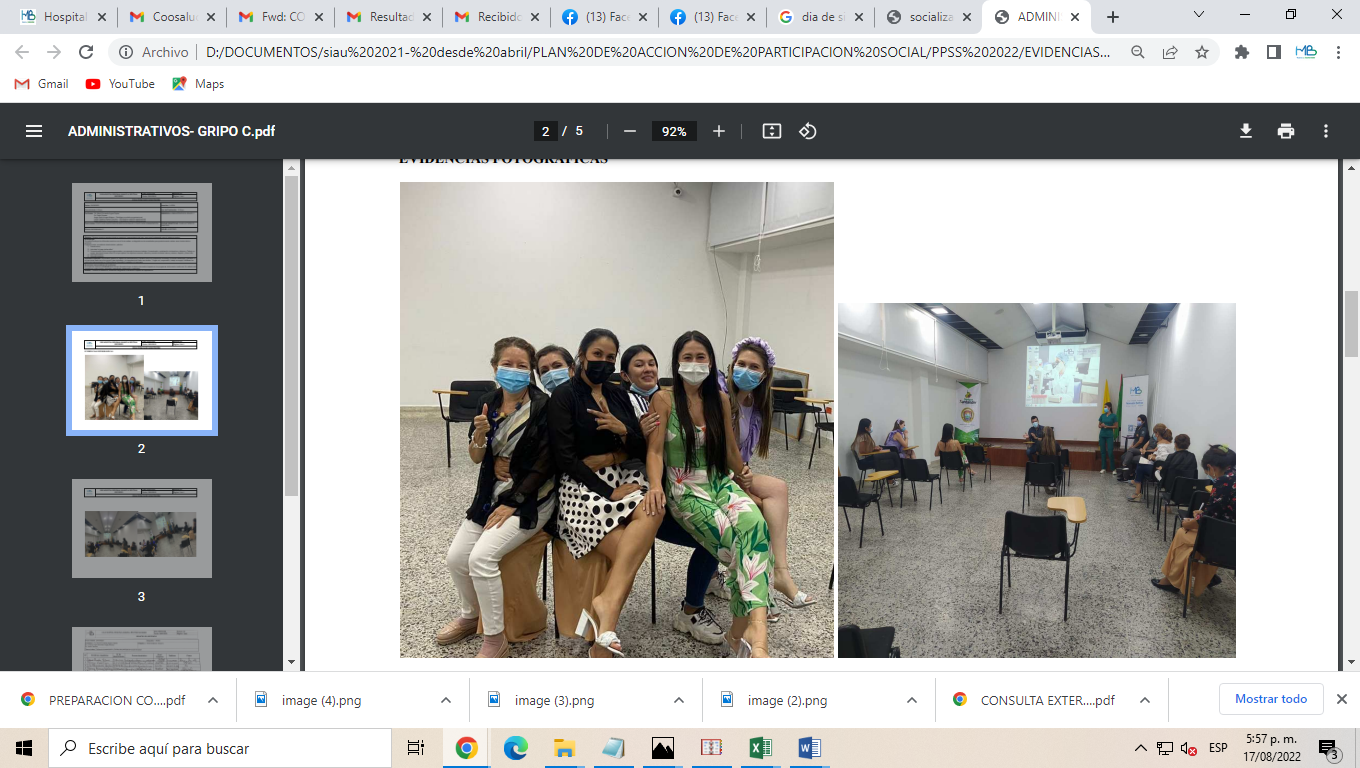 Hospital
Coosalu
Fwd: CO
Resultad
Recibido
(13) Face
(13) Face
dia de s
socializa
ADMINI
Archivo
D:/DOCUMENTOS/siau%202021-%20desde%20abril/PLAN%20DE%20ACCION%20DE%20PARTICIPACION%20SOCIAL/PPSS%202022/EVIDENCIAS...
Gmail
YouTube
Maps
ADMINISTRATIVOS- GRIPO C.pdf
2 / 5
92%
EVIDENCIAS FOTOGRAFICAS
1
2
3
PREPARACION CO....pdf
image (4).png
image (3).png
image (2).png
CONSULTA EXTER....pdf
Mostrar todo
Escribe aquí para buscar
ESP
5:57 p. m.
17/08/2022
3